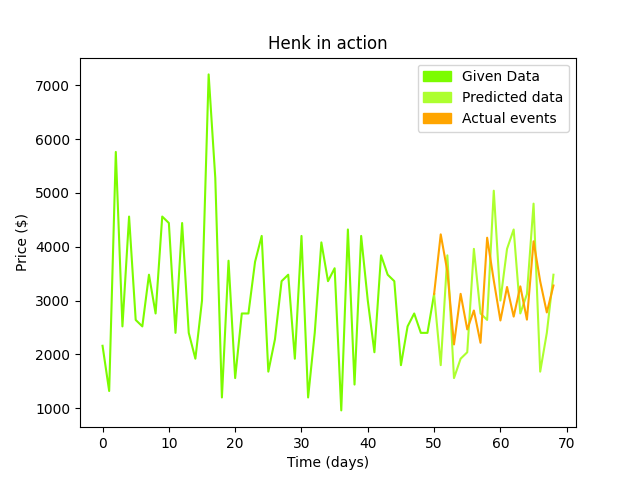 Henk in action
Given Data
Predicted data
Actual events
Price ($)
7000
6000
5000
4000
3000
2000
1000
0 10 20 30 40 50 60 70
Time (days)